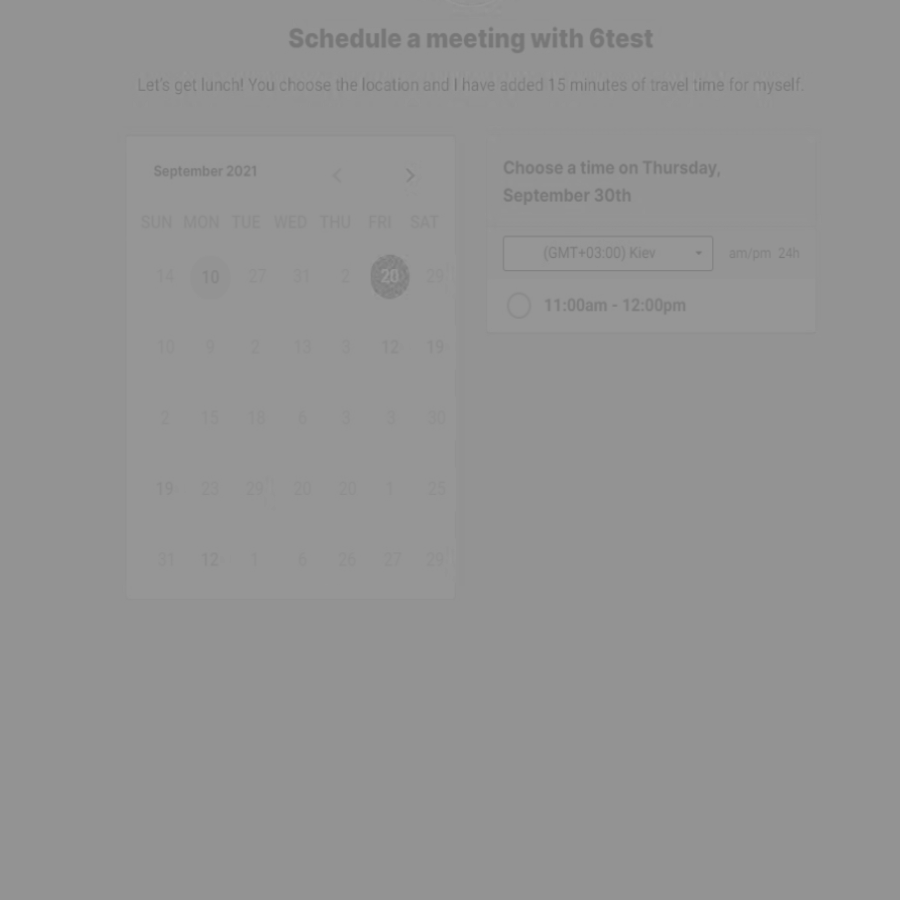 Schedule a meeting with 6test
Let's get lunch! You choose the location and I have added 15 minutes of travel time for myself.
September 2021
SUN MON TUE WED THU FRI SAT
14 10 27 31 2 20 29
10 9 2 13 3 12 19
2 15 18 6 8 3 30
19 23 29 20 20 1 25
31 12 1 6 26 27 29
Choose a time on Thursday,
September 30th
(GMT+03:00) Kiev am/pm 24h
11:00am - 12:00pm